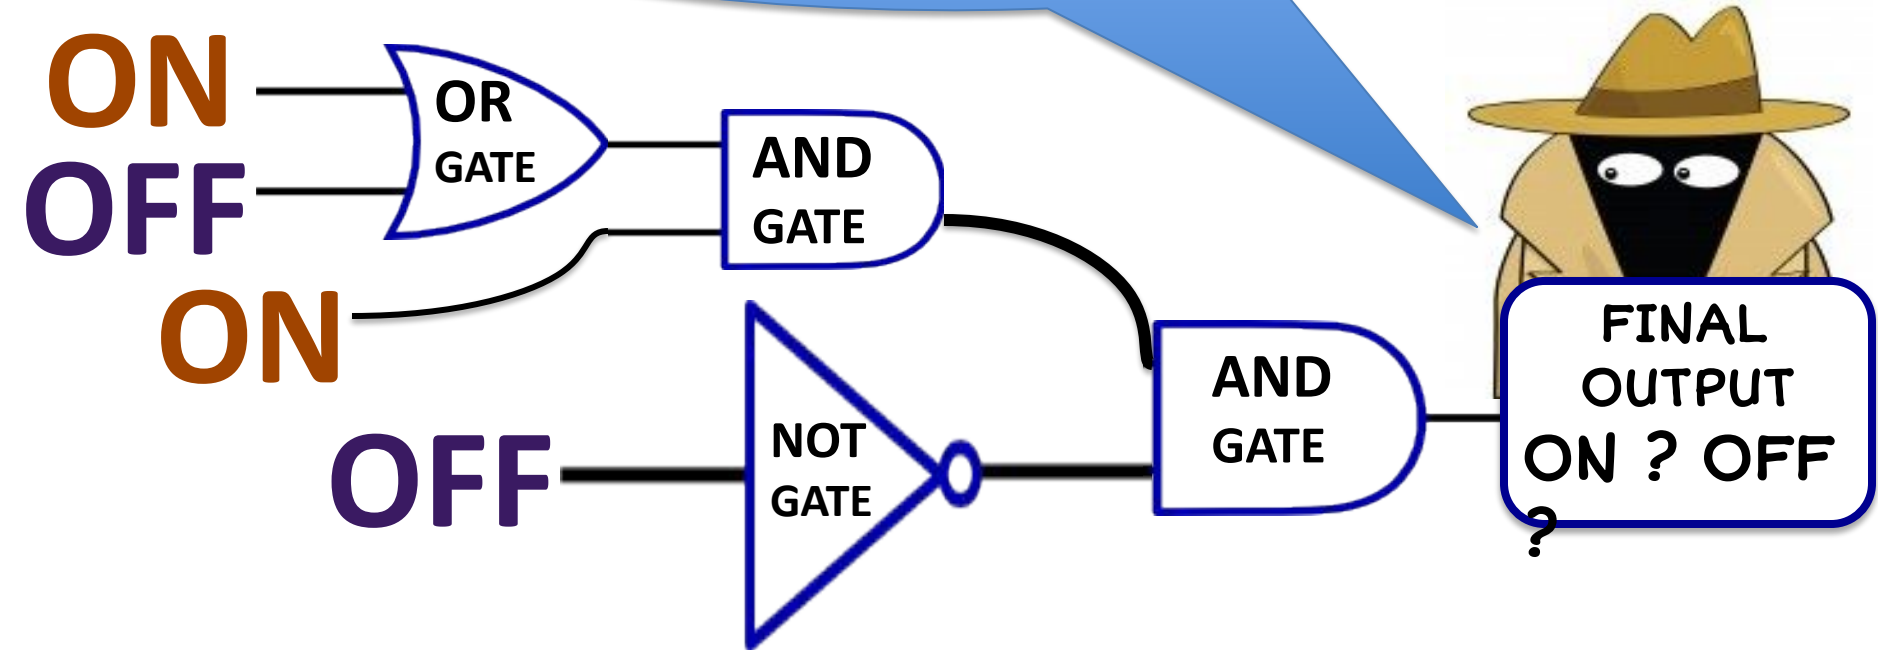 ON
OFF
ON
OFF
OR
GATE
AND
GATE
NOT
GATE
AND
GATE
FINAL
OUTPUT
ON ? OFF
?